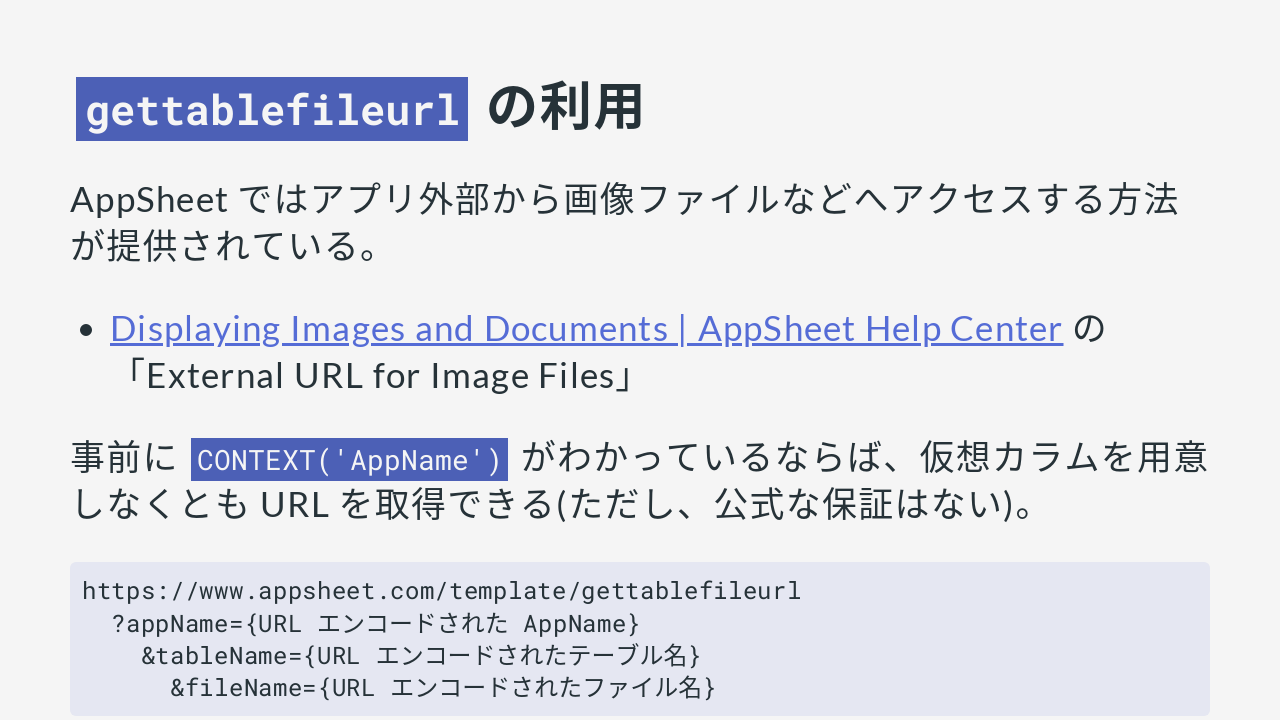 gettablefileurl の利用
AppSheet ではアプリ外部から画像ファイルなどへアクセスする方法
が提供されている。
• Displaying Images and Documents | AppSheet Help Center の
「External URL for Image Files」
事前に CONTEXT('AppName') がわかっているならば、仮想カラムを用意
しなくとも URL を取得できる(ただし、公式な保証はない)。
https://www.appsheet.com/template/gettablefileurl
?appName={URL エンコードされた AppName}
&tableName={URL エンコードされたテーブル名}
&fileName={URL エンコードされたファイル名}